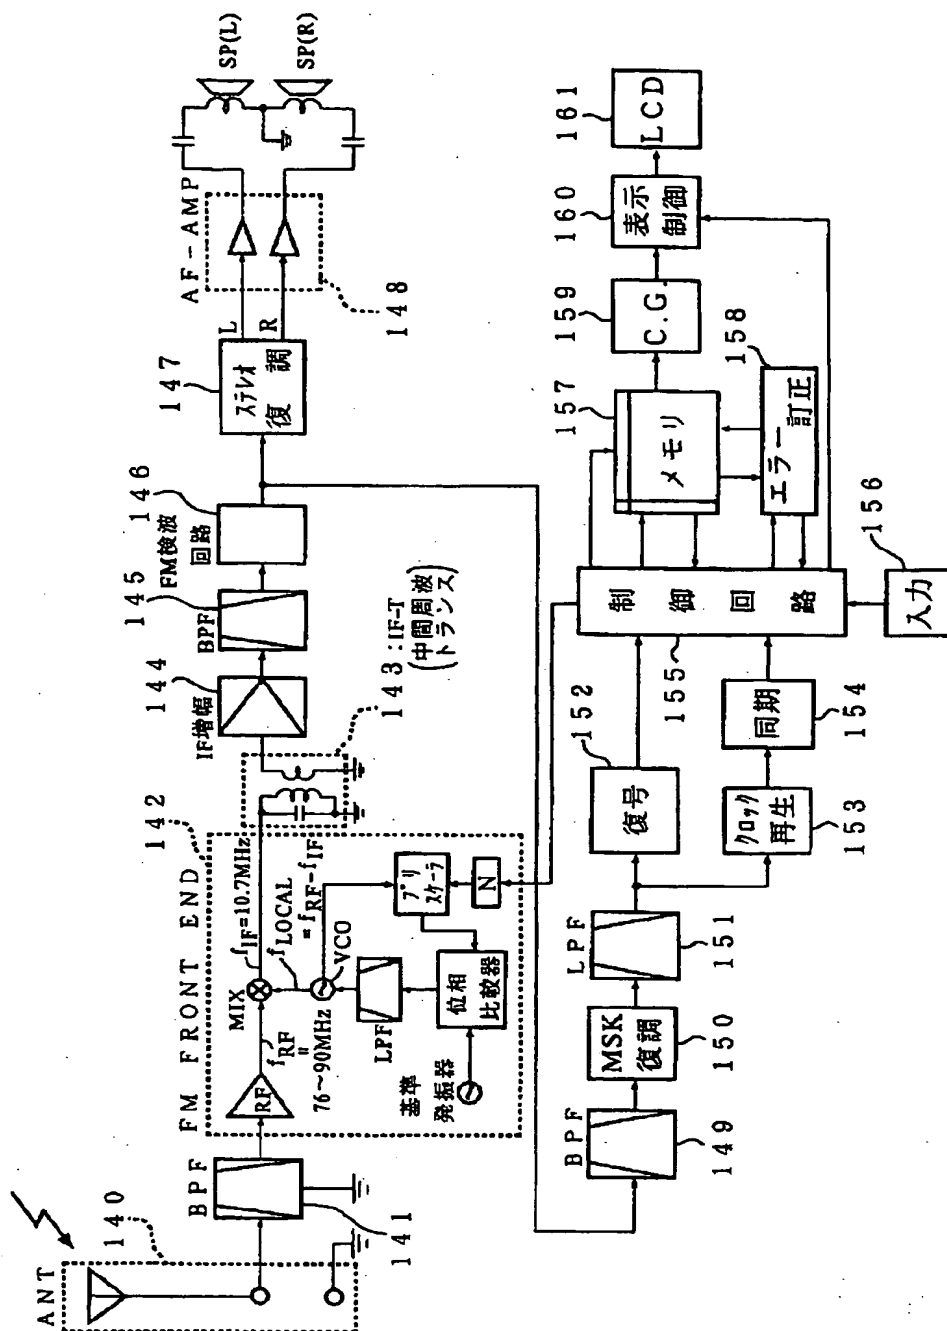 ANT
140
BPF
141
FM FRONT END
142
RF
MIX
fRF
=
76～90MHz
fIF=10.7MHz
fLOCAL
=fRF−fIF
VCO
LPF
プリ
スケーラ
N
位相
比較器
基準
発振器
143:IF-T
(中間周波
トランス)
IF増幅
144
BPF
145
FM検波
回路
146
ステレオ
復調
147
L
R
AF-AMP
148
SP(L)
SP(R)
BPF
149
MSK
復調
150
LPF
151
復号
152
クロック
再生
153
同期
154
制御回路
155
入力
156
メモリ
157
エラー
訂正
158
C.G.
159
表示
制御
160
LCD
161